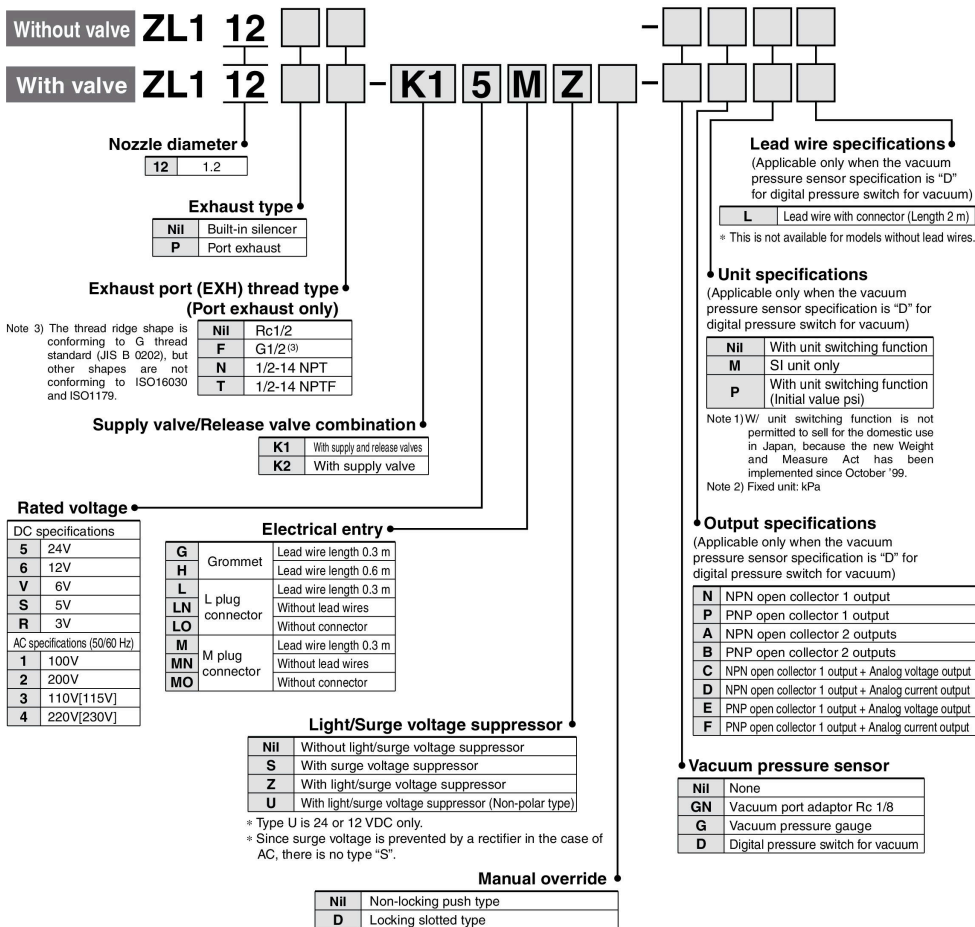 Without valve ZL1 12 -
With valve ZL1 12 - K1 5 M Z -
Nozzle diameter
12 1.2
Exhaust type
Nil Built-in silencer
P Port exhaust
Exhaust port (EXH) thread type
(Port exhaust only)
Nil Rc1/2
F G1/2 (3)
N 1/2-14 NPT
T 1/2-14 NPTF
Note 3) The thread ridge shape is
conforming to G thread
standard (JIS B 0202), but
other shapes are not
conforming to ISO16030
and ISO1179.
Supply valve/Release valve combination
K1 With supply and release valves
K2 With supply valve
Rated voltage
DC specifications
5 24V
6 12V
V 6V
S 5V
R 3V
AC specifications (50/60 Hz)
1 100V
2 200V
3 110V[115V]
4 220V[230V]
Electrical entry
G Grommet Lead wire length 0.3 m
H Lead wire length 0.6 m
L L plug connector Lead wire length 0.3 m
LN Without lead wires
LO Without connector
M M plug connector Lead wire length 0.3 m
MN Without lead wires
MO Without connector
Light/Surge voltage suppressor
Nil Without light/surge voltage suppressor
S With surge voltage suppressor
Z With light/surge voltage suppressor
U With light/surge voltage suppressor (Non-polar type)
* Type U is 24 or 12 VDC only.
* Since surge voltage is prevented by a rectifier in the case of
AC, there is no type “S”.
Manual override
Nil Non-locking push type
D Locking slotted type
Lead wire specifications
(Applicable only when the vacuum
pressure sensor specification is “D”
for digital pressure switch for vacuum)
L Lead wire with connector (Length 2 m)
* This is not available for models without lead wires.
Unit specifications
(Applicable only when the vacuum
pressure sensor specification is “D” for
digital pressure switch for vacuum)
Nil With unit switching function
M SI unit only
P With unit switching function
(Initial value psi)
Note 1) W/ unit switching function is not
permitted to sell for the domestic use
in Japan, because the new Weight
and Measure Act has been
implemented since October ’99.
Note 2) Fixed unit: kPa
Output specifications
(Applicable only when the vacuum
pressure sensor specification is “D” for
digital pressure switch for vacuum)
N NPN open collector 1 output
P PNP open collector 1 output
A NPN open collector 2 outputs
B PNP open collector 2 outputs
C NPN open collector 1 output + Analog voltage output
D NPN open collector 1 output + Analog current output
E PNP open collector 1 output + Analog voltage output
F PNP open collector 1 output + Analog current output
Vacuum pressure sensor
Nil None
GN Vacuum port adaptor Rc 1/8
G Vacuum pressure gauge
D Digital pressure switch for vacuum